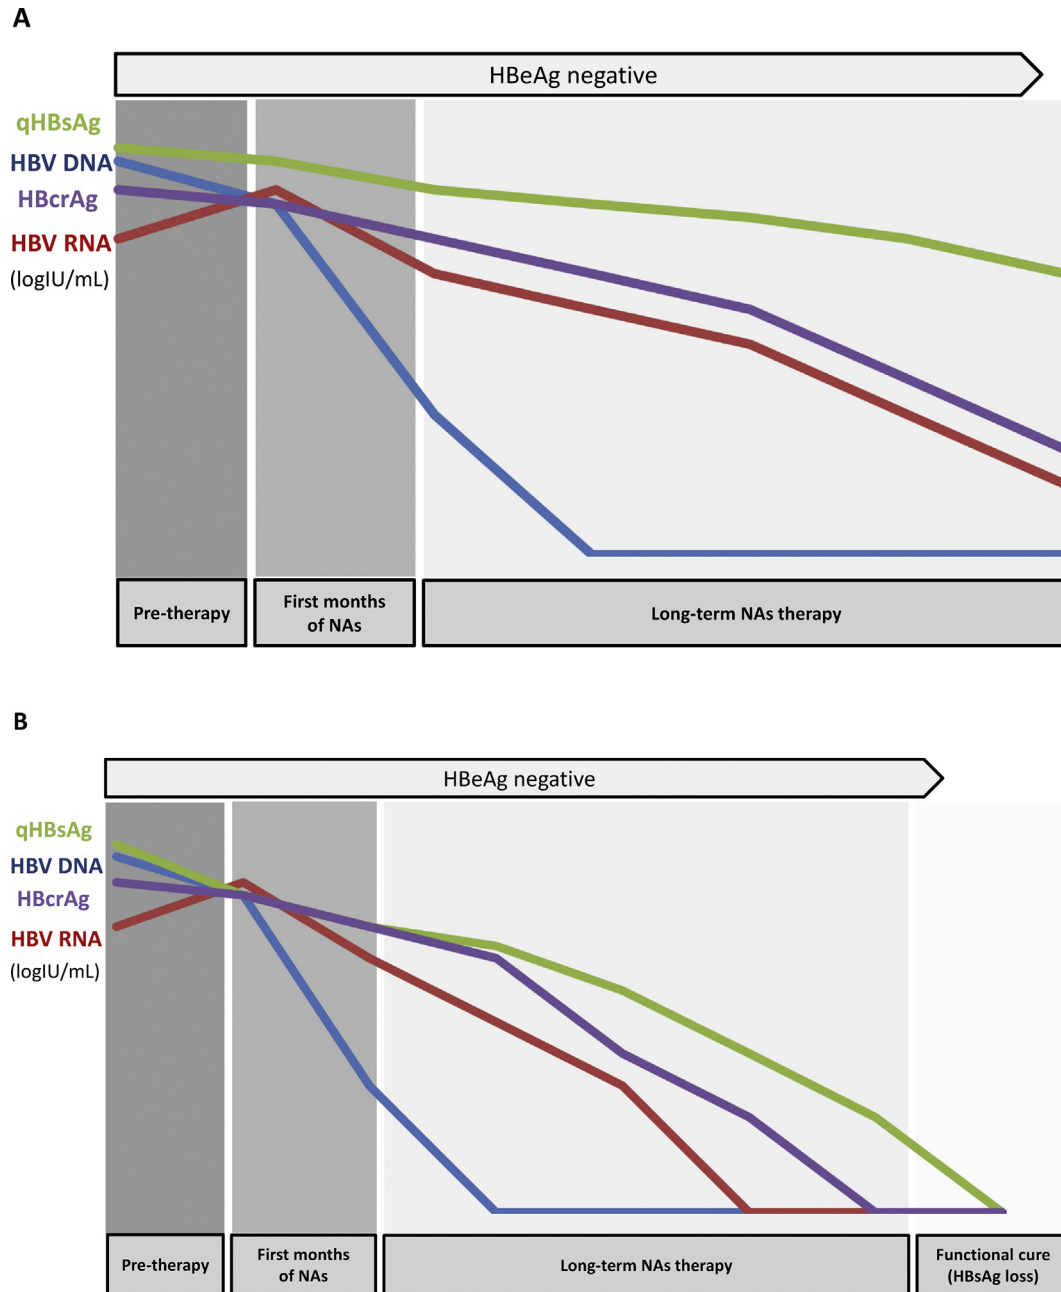 A
HBeAg negative
qHBsAg
HBV DNA
HBcrAg
HBV RNA
(logIU/mL)
Pre-therapy
First months
of NAs
Long-term NAs therapy
B
HBeAg negative
qHBsAg
HBV DNA
HBcrAg
HBV RNA
(logIU/mL)
Pre-therapy
First months
of NAs
Long-term NAs therapy
Functional cure
(HBsAg loss)